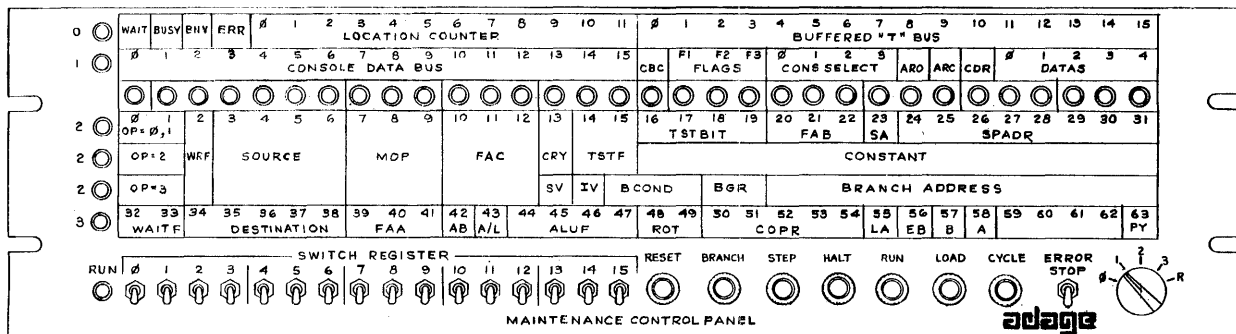 0 WAIT BUSY ENV ERR Ø 1 2 3 4 5 6 7 8 9 10 11 Ø 1 2 3 4 5 6 7 8 9 10 11 12 13 14 15
LOCATION COUNTER BUFFERED "T" BUS
1 Ø 1 2 3 4 5 6 7 8 9 10 11 12 13 14 15 CBC F1 F2 F3 Ø 1 2 3 ARO ARC CDR Ø 1 2 3 4
CONSOLE DATA BUS FLAGS CONS SELECT DATAS
2 Ø 1 2 3 4 5 6 7 8 9 10 11 12 13 14 15 16 17 18 19 20 21 22 23 24 25 26 27 28 29 30 31
OP=Ø,1 TSTBIT FAB SA SPADR
2 OP=2 WRF SOURCE MOP FAC CRY TSTF CONSTANT
2 OP=3 SV IV BCOND BGR BRANCH ADDRESS
3 32 33 34 35 36 37 38 39 40 41 42 43 44 45 46 47 48 49 50 51 52 53 54 55 56 57 58 59 60 61 62 63
WAITF DESTINATION FAA AB A/L ALUF ROT COPR LA EB B A PY
SWITCH REGISTER
RUN Ø 1 2 3 4 5 6 7 8 9 10 11 12 13 14 15 RESET BRANCH STEP HALT RUN LOAD CYCLE ERROR STOP Ø 1 2 3 R
MAINTENANCE CONTROL PANEL
adage